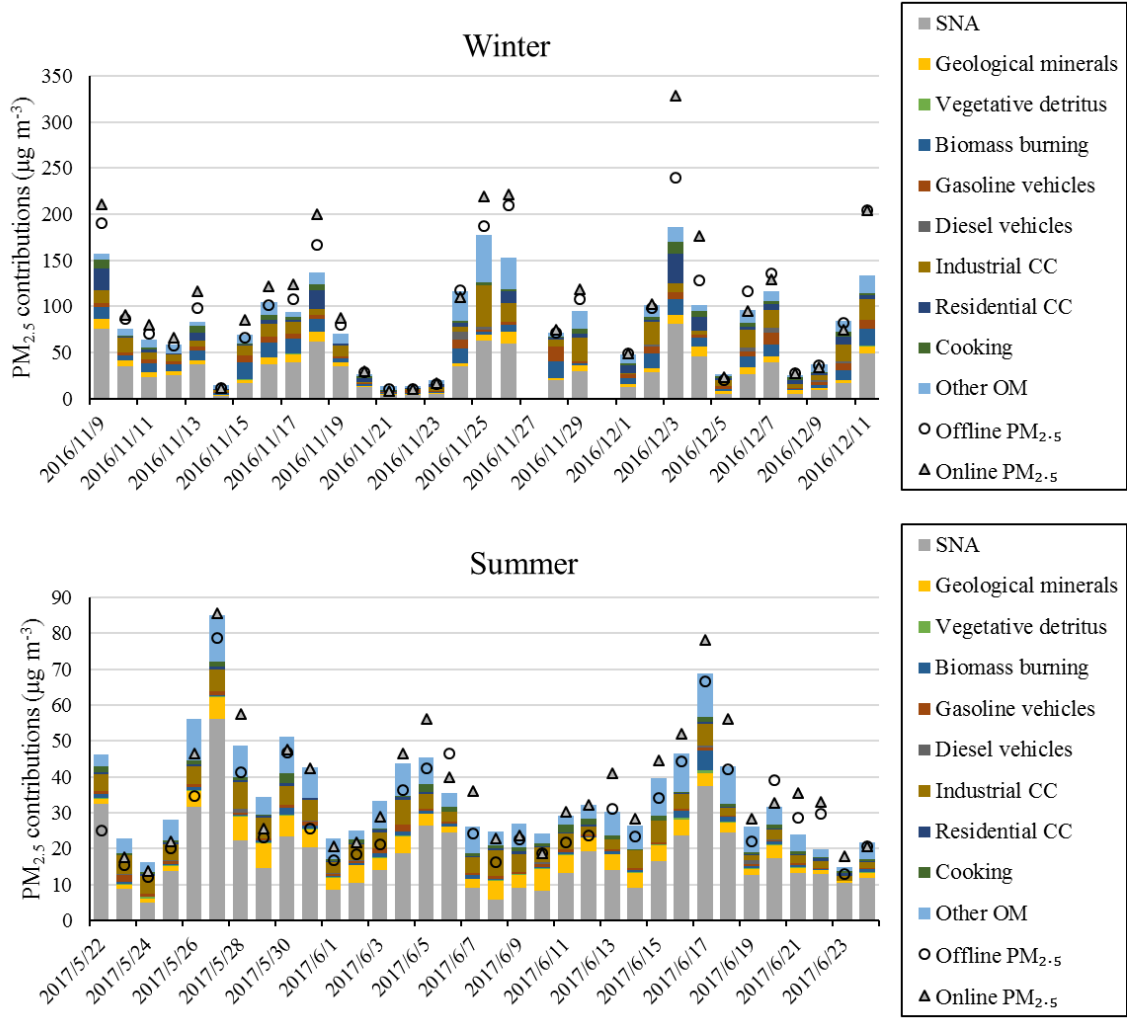 Winter
PM2.5 contributions (µg m-3)
350
300
250
200
150
100
50
0
2016/11/9
2016/11/11
2016/11/13
2016/11/15
2016/11/17
2016/11/19
2016/11/21
2016/11/23
2016/11/25
2016/11/27
2016/11/29
2016/12/1
2016/12/3
2016/12/5
2016/12/7
2016/12/9
2016/12/11
SNA
Geological minerals
Vegetative detritus
Biomass burning
Gasoline vehicles
Diesel vehicles
Industrial CC
Residential CC
Cooking
Other OM
Offline PM2.5
Online PM2.5
Summer
PM2.5 contributions (µg m-3)
90
80
70
60
50
40
30
20
10
0
2017/5/22
2017/5/24
2017/5/26
2017/5/28
2017/5/30
2017/6/1
2017/6/3
2017/6/5
2017/6/7
2017/6/9
2017/6/11
2017/6/13
2017/6/15
2017/6/17
2017/6/19
2017/6/21
2017/6/23
SNA
Geological minerals
Vegetative detritus
Biomass burning
Gasoline vehicles
Diesel vehicles
Industrial CC
Residential CC
Cooking
Other OM
Offline PM2.5
Online PM2.5